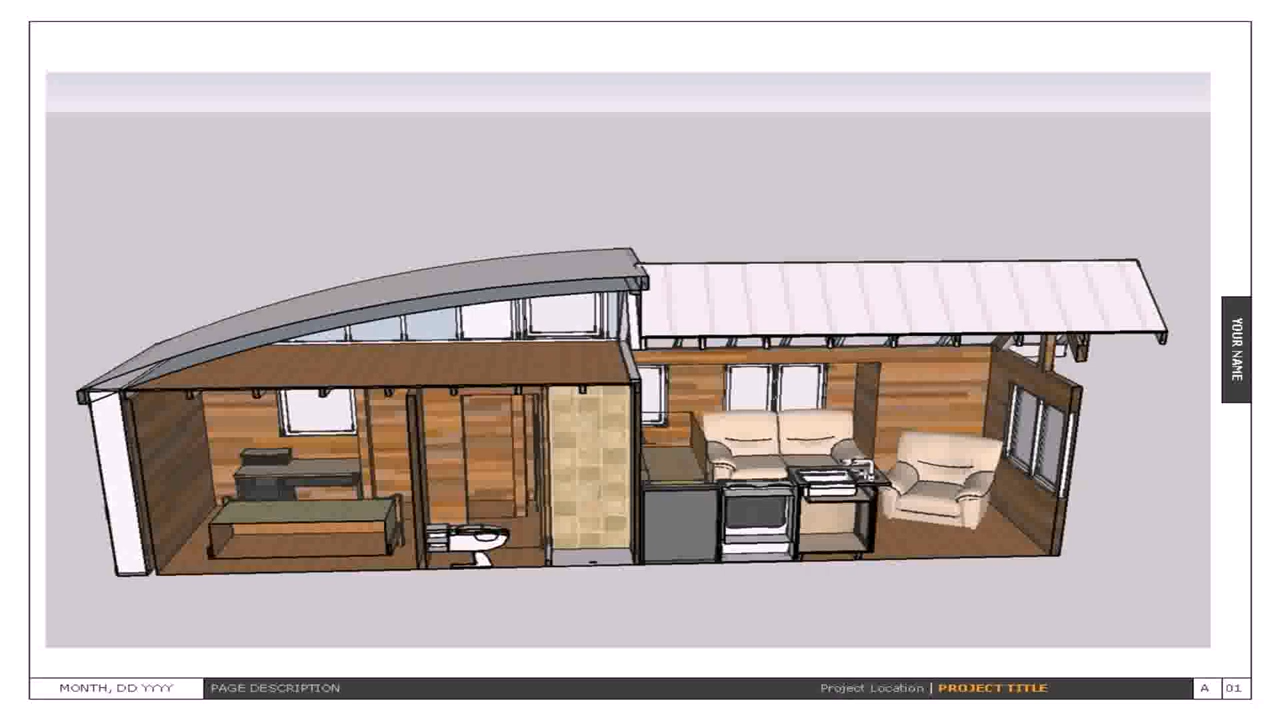 YOUR NAME
MONTH, DD YYYY
PAGE DESCRIPTION
Project Location | PROJECT TITLE
A 01